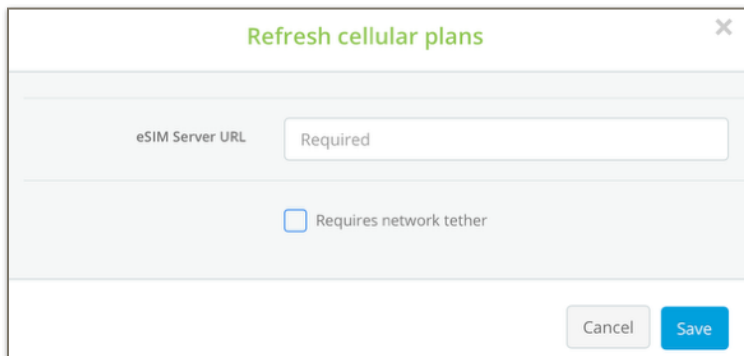 Refresh cellular plans
×
eSIM Server URL
Required
Requires network tether
Cancel
Save